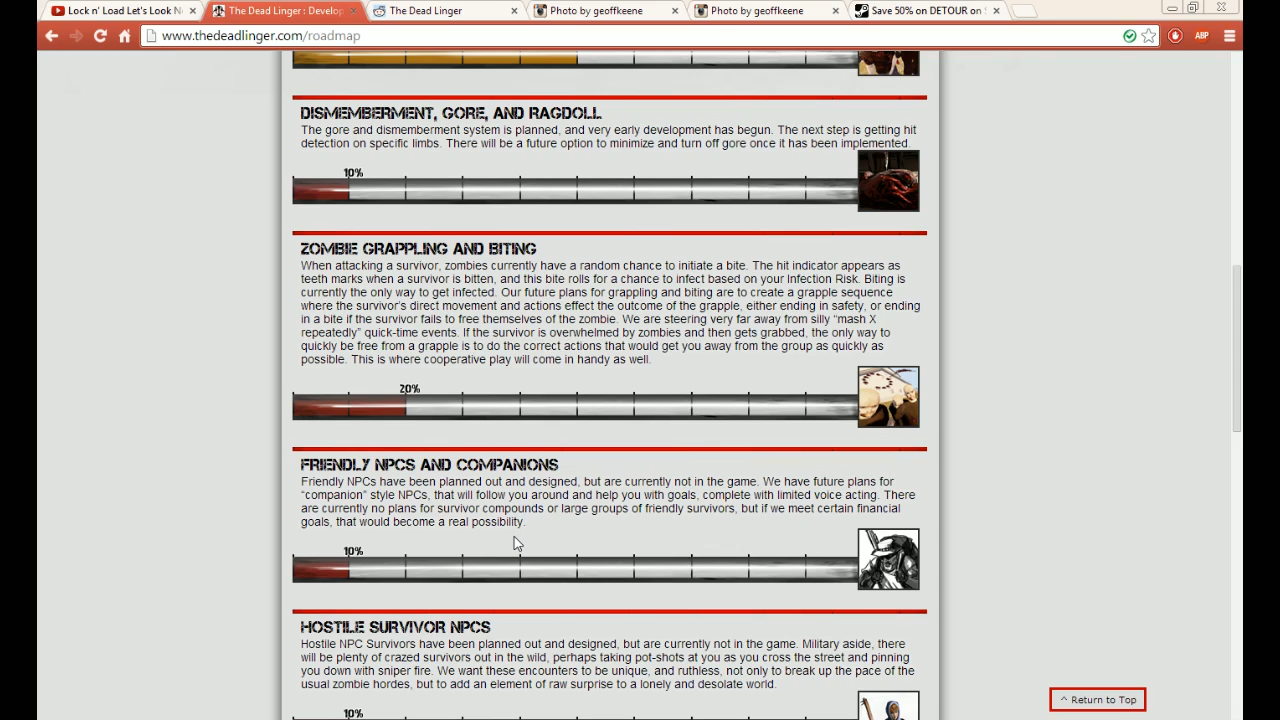 Lock n' Load Let's Look N
The Dead Linger : Develop
The Dead Linger
Photo by geoffkeene
Photo by geoffkeene
Save 50% on DETOUR on S
www.thedeadlinger.com/roadmap
ABP
DISMEMBERMENT, GORE, AND RAGDOLL
The gore and dismemberment system is planned, and very early development has begun. The next step is getting hit
detection on specific limbs. There will be a future option to minimize and turn off gore once it has been implemented.
10%
ZOMBIE GRAPPLING AND BITING
When attacking a survivor, zombies currently have a random chance to initiate a bite. The hit indicator appears as
teeth marks when a survivor is bitten, and this bite rolls for a chance to infect based on your Infection Risk. Biting is
currently the only way to get infected. Our future plans for grappling and biting are to create a grapple sequence
where the survivor's direct movement and actions effect the outcome of the grapple, either ending in safety, or ending
in a bite if the survivor fails to free themselves of the zombie. We are steering very far away from silly “mash X
repeatedly” quick-time events. If the survivor is overwhelmed by zombies and then gets grabbed, the only way to
quickly be free from a grapple is to do the correct actions that would get you away from the group as quickly as
possible. This is where cooperative play will come in handy as well.
20%
FRIENDLY NPCS AND COMPANIONS
Friendly NPCs have been planned out and designed, but are currently not in the game. We have future plans for
“companion” style NPCs, that will follow you around and help you with goals, complete with limited voice acting. There
are currently no plans for survivor compounds or large groups of friendly survivors, but if we meet certain financial
goals, that would become a real possibility.
10%
HOSTILE SURVIVOR NPCS
Hostile NPC Survivors have been planned out and designed, but are currently not in the game. Military aside, there
will be plenty of crazed survivors out in the wild, perhaps taking pot-shots at you as you cross the street and pinning
you down with sniper fire. We want these encounters to be unique, and ruthless, not only to break up the pace of the
usual zombie hordes, but to add an element of raw surprise to a lonely and desolate world.
10%
^ Return to Top